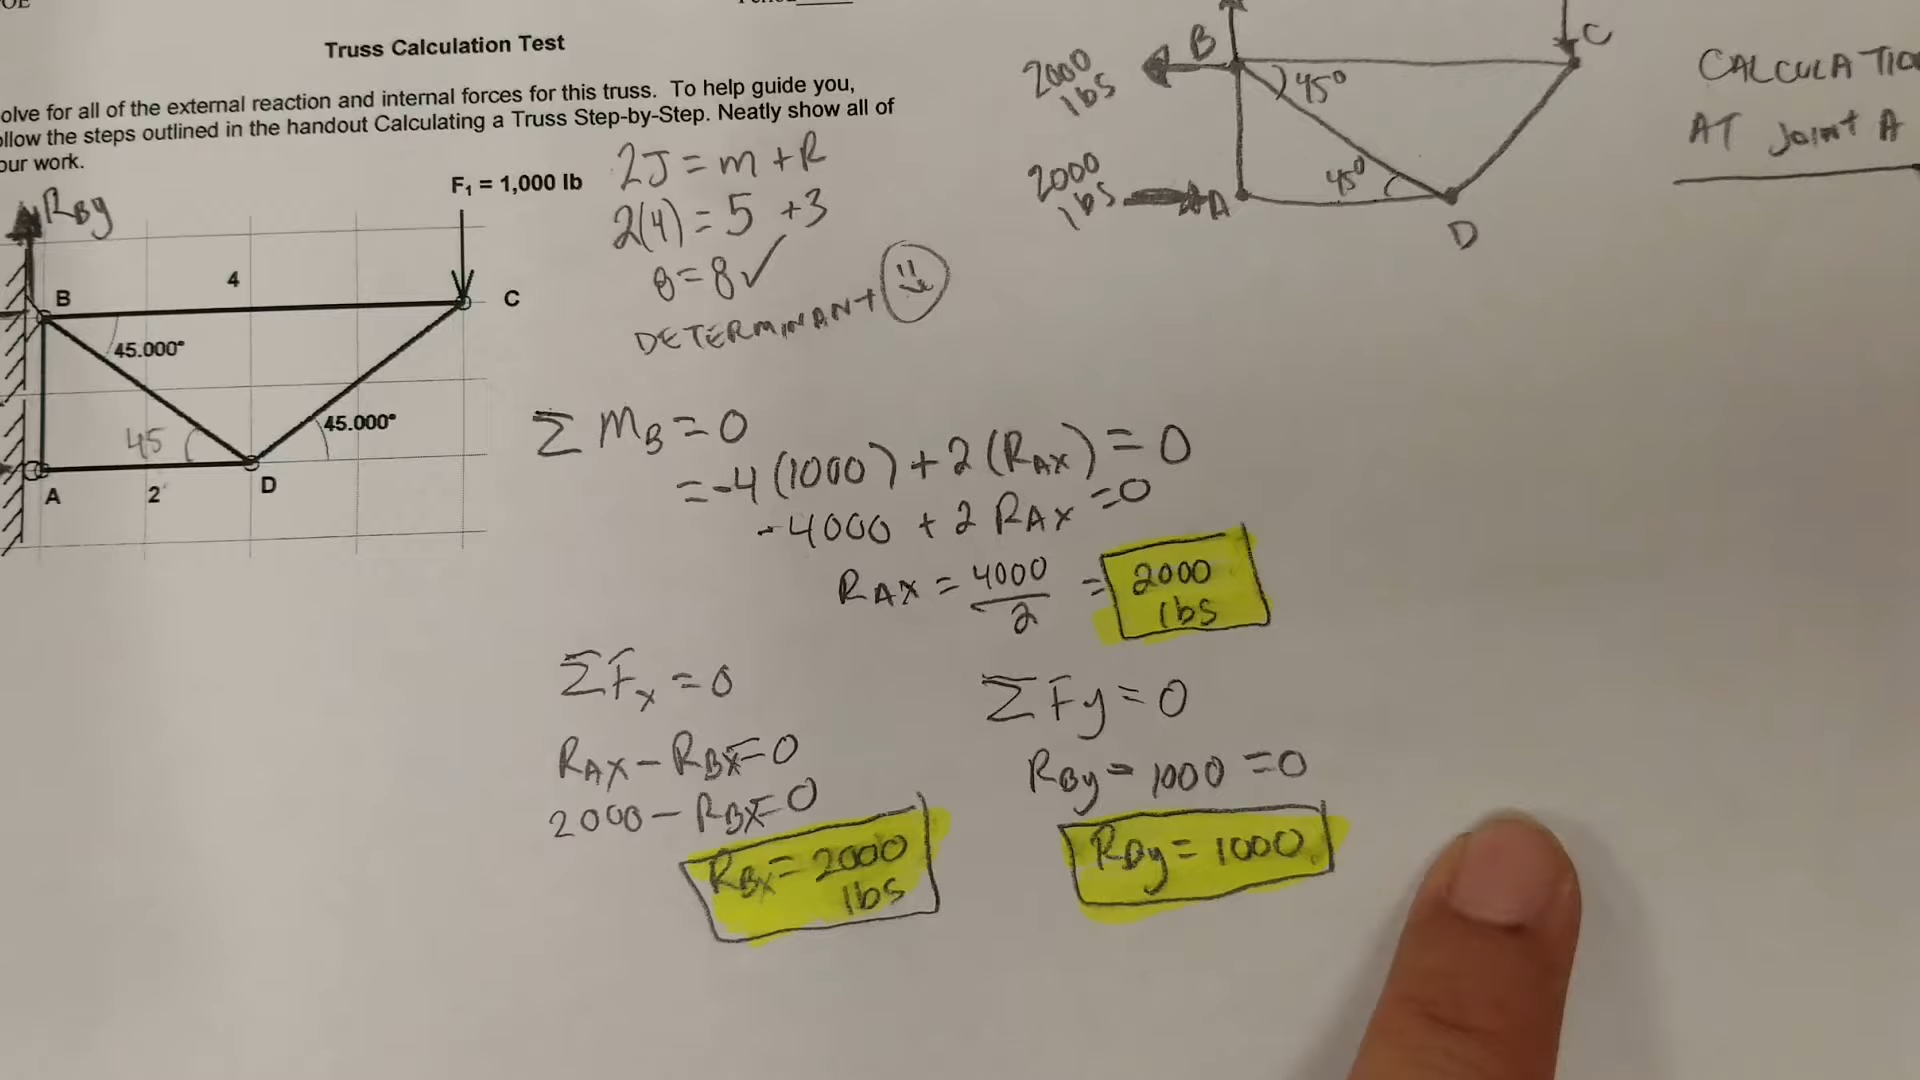 Truss Calculation Test
olve for all of the external reaction and internal forces for this truss. To help guide you,
ollow the steps outlined in the handout Calculating a Truss Step-by-Step. Neatly show all of
our work.
F₁ = 1,000 lb
RBy
B
4
C
45.000°
45.000°
45
A
2
D
2J = m + R
2(4) = 5 +3
8=8✓
DETERMINANT
2000
lbs
B
C
45°
2000
lbs
A
45°
D
CALCULATIO
AT Joint A
ΣMB = 0
=-4(1000) + 2(RAX) = 0
-4000 + 2 RAX =0
RAX = 4000/2 = 2000 lbs
ΣFx = 0
RAX - RBX=0
2000 - RBX=0
RBX = 2000
lbs
ΣFy = 0
RBy - 1000 = 0
RBy = 1000